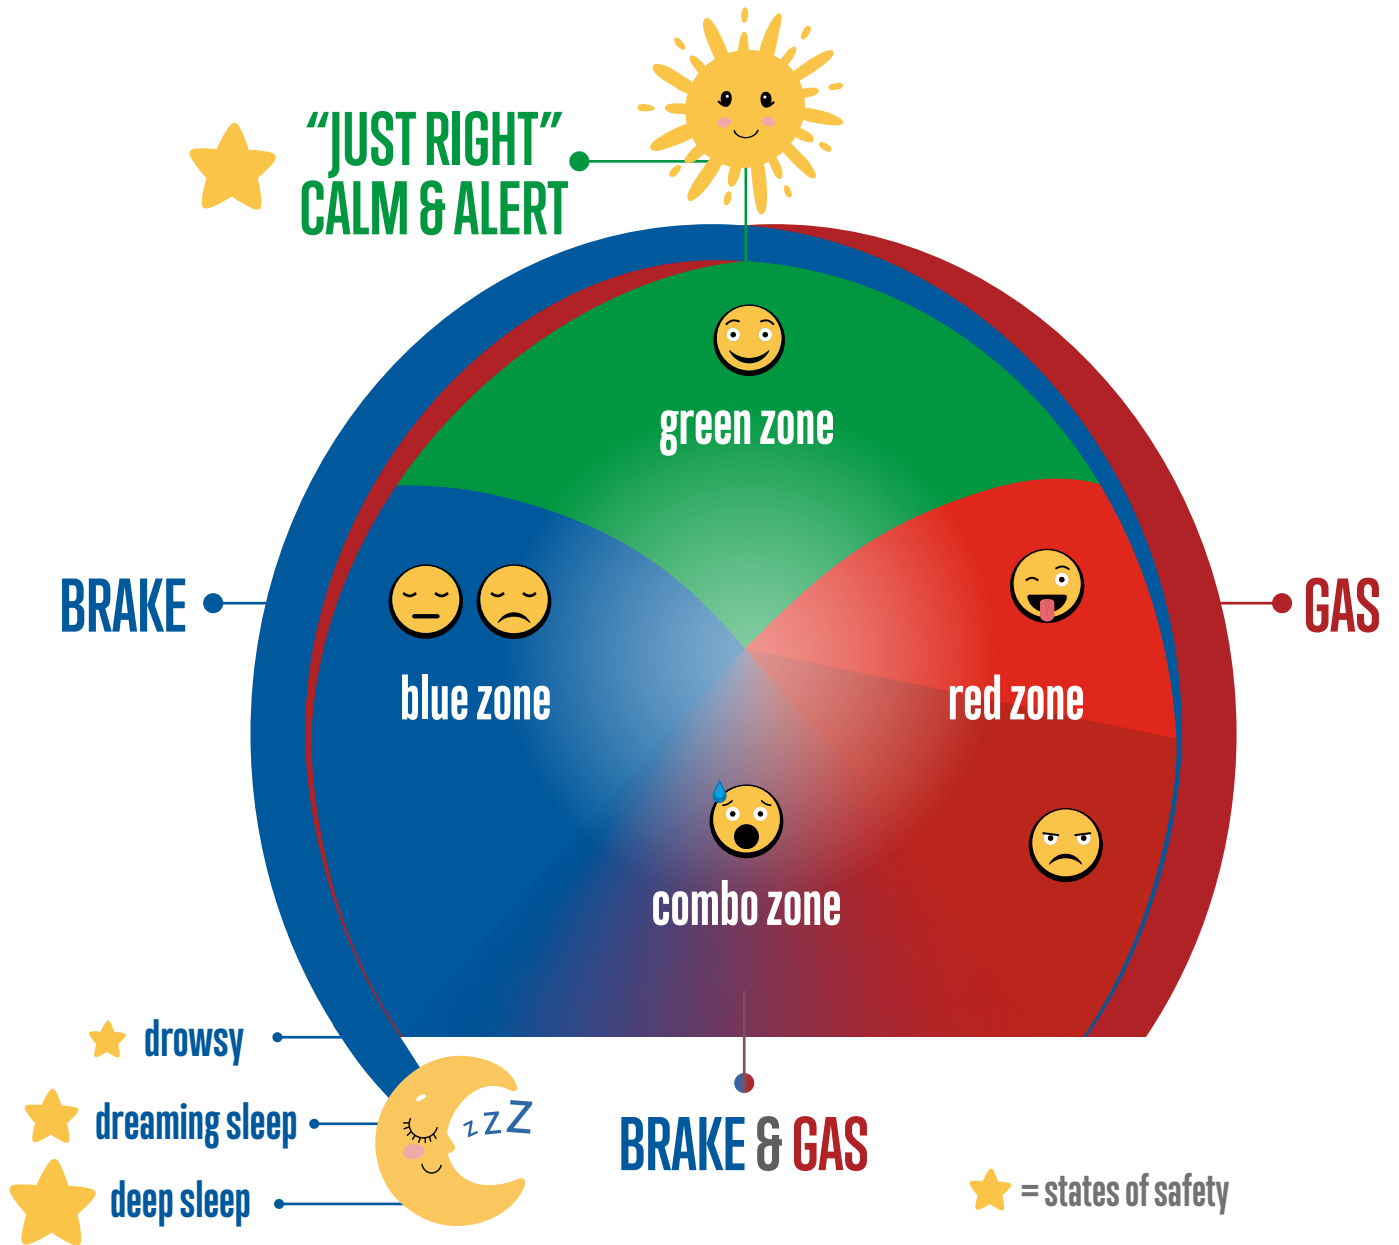 “JUST RIGHT”
CALM & ALERT
green zone
BRAKE
GAS
blue zone
red zone
combo zone
drowsy
dreaming sleep
zzZ
deep sleep
BRAKE & GAS
= states of safety